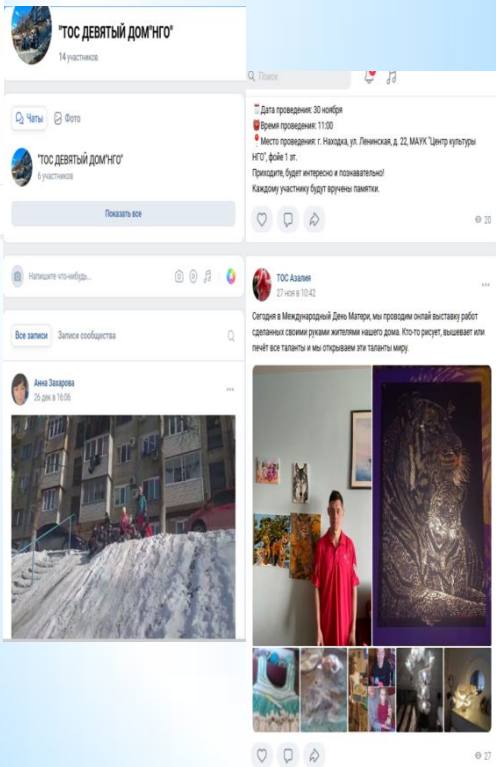 "ТОС ДЕВЯТЫЙ ДОМ"НГО"
14 участников
Чаты
Фото
"ТОС ДЕВЯТЫЙ ДОМ"НГО"
6 участников
Показать все
Напишите что-нибудь...
Все записи
Записи сообщества
Анна Захарова
26 дек в 16:06
Поиск
Дата проведения: 30 ноября
Время проведения: 11:00
Место проведения: г. Находка, ул. Ленинская, д. 22, МАУК "Центр культуры
НГО", фойе 1 эт.
Приходите, будет интересно и познавательно!
Каждому участнику будут вручены памятки.
20
ТОС Азалия
27 ноя в 10:42
Сегодня в Международный День Матери, мы проводим онлай выставку работ
сделанных своими руками жителями нашего дома. Кто-то рисует, вышивает или
печёт все таланты и мы открываем эти таланты миру.
27